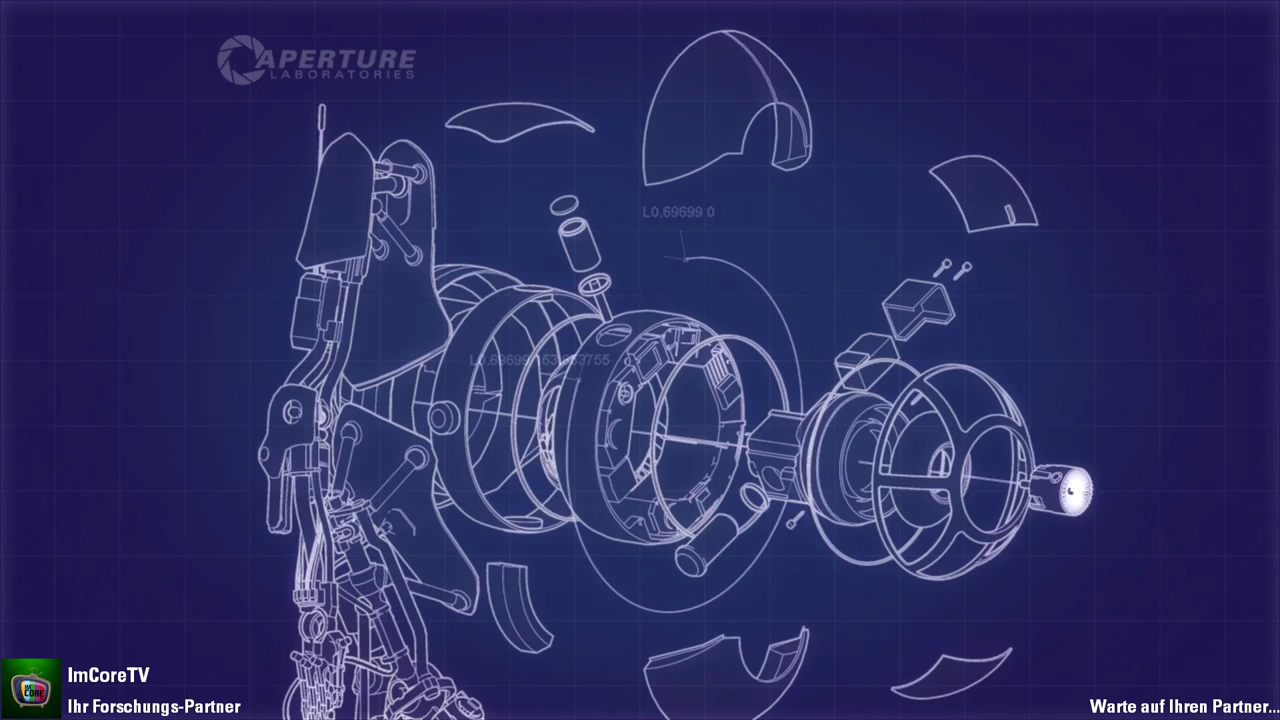 APERTURE
LABORATORIES
L0.69699 0
ImCoreTV
Ihr Forschungs-Partner
Warte auf Ihren Partner...